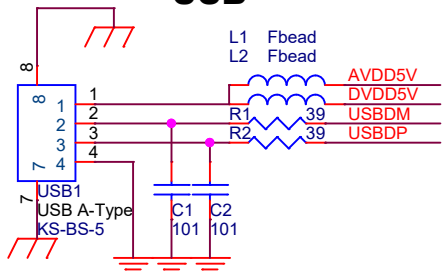 USB
L1 Fbead
L2 Fbead
8
8
AVDD5V
1 1
DVDD5V
2 2
R1 39 USBDM
3 3
R2 39 USBDP
7 4 4
7
USB1
USB A-Type
KS-BS-5
C1 C2
101 101